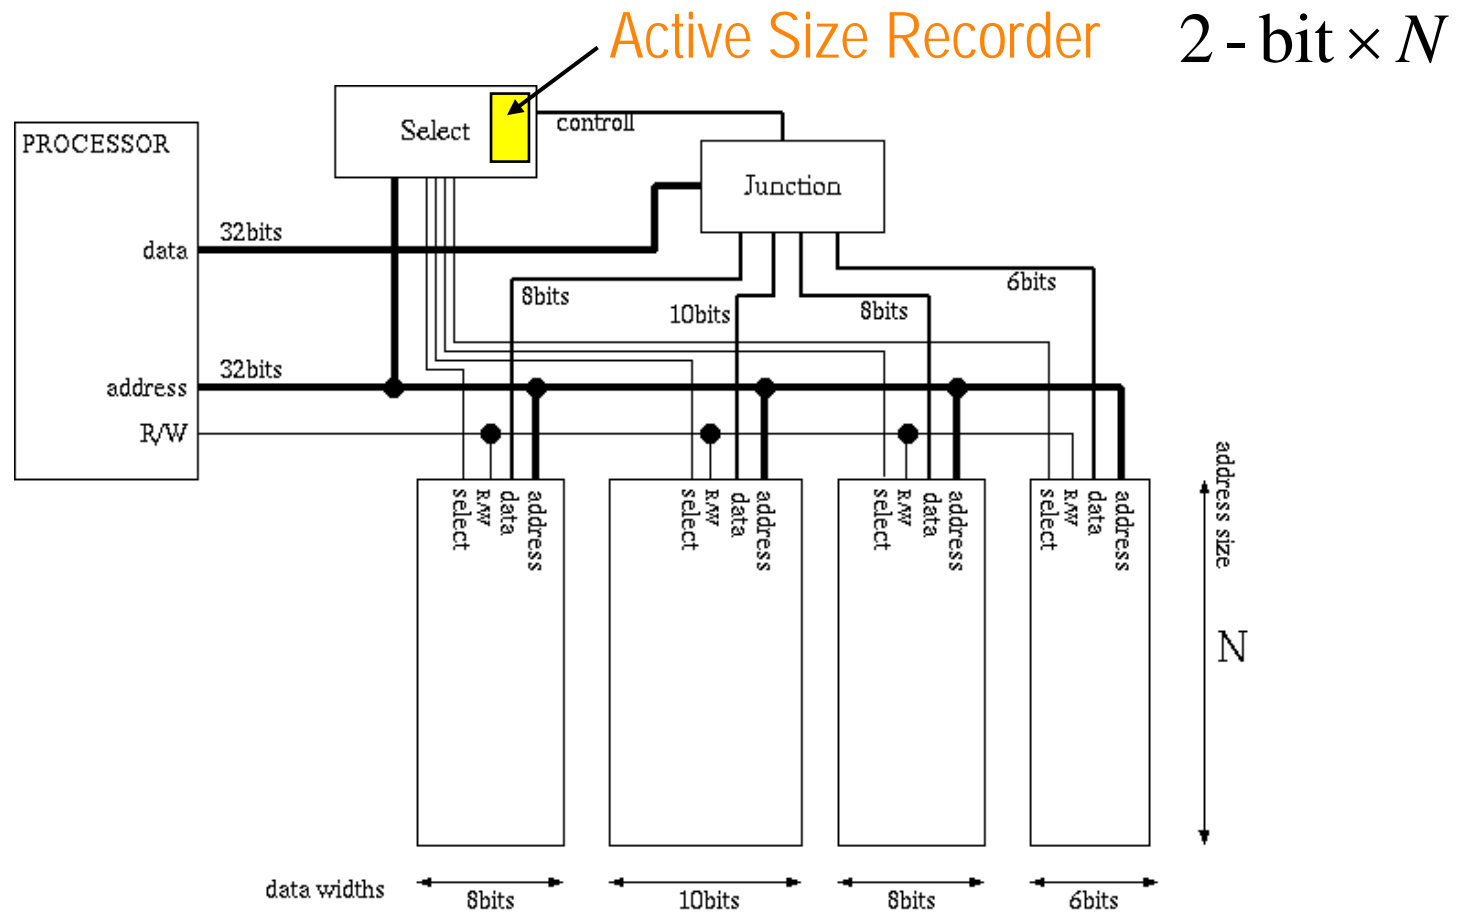 Active Size Recorder 2-bit × N
PROCESSOR
Select
controll
Junction
32bits
data
8bits
10bits
8bits
6bits
32bits
address
R/W
select
R/W
data
address
select
R/W
data
address
select
R/W
data
address
select
R/W
data
address
address size
N
data widths
8bits
10bits
8bits
6bits